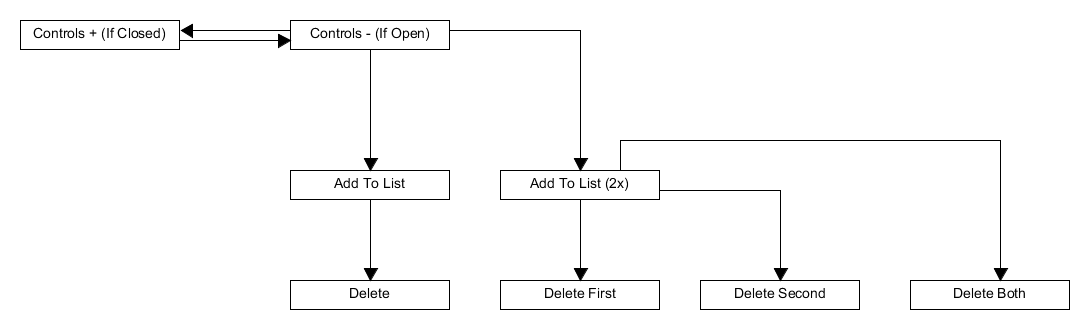 Controls + (If Closed)
Controls - (If Open)
Add To List
Add To List (2x)
Delete
Delete First
Delete Second
Delete Both